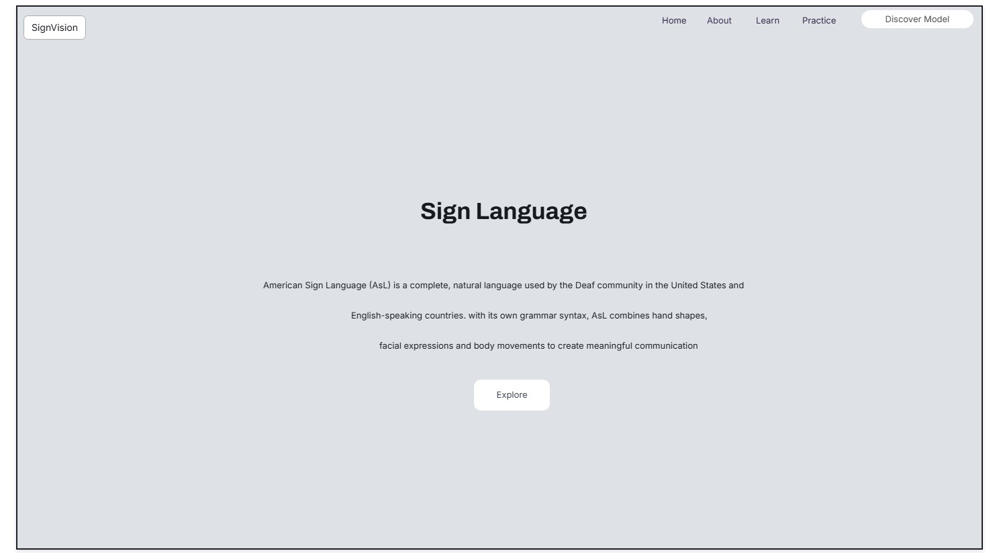 SignVision
Home About Learn Practice Discover Model
Sign Language
American Sign Language (AsL) is a complete, natural language used by the Deaf community in the United States and
English-speaking countries. with its own grammar syntax, AsL combines hand shapes,
facial expressions and body movements to create meaningful communication
Explore